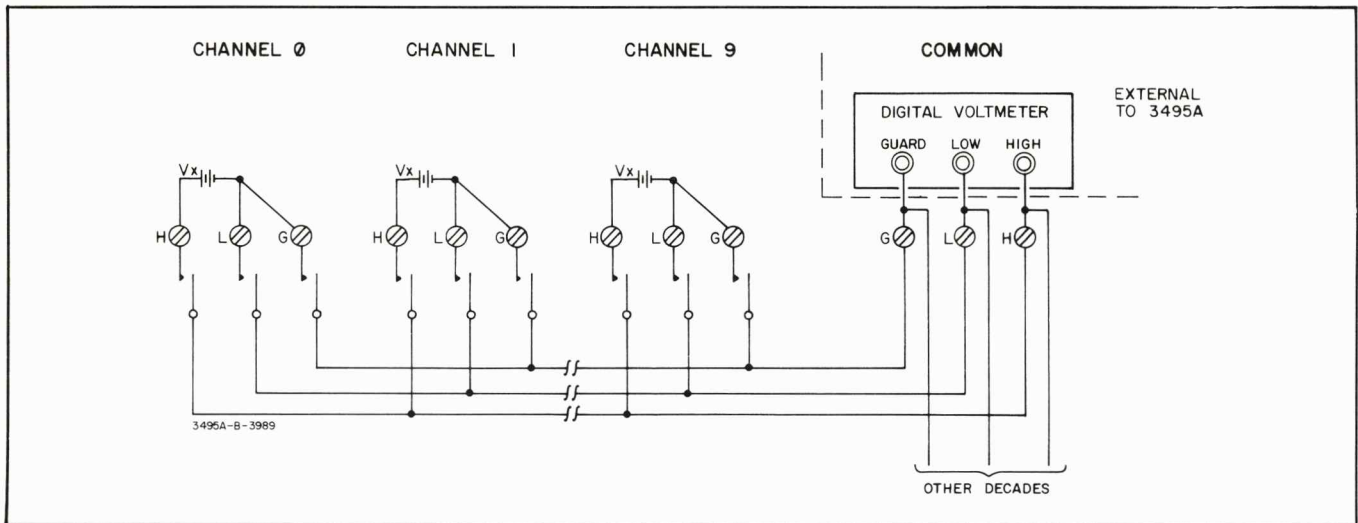 CHANNEL Ø
CHANNEL 1
CHANNEL 9
COMMON
EXTERNAL
TO 3495A
DIGITAL VOLTMETER
GUARD LOW HIGH
Vx
Vx
Vx
H
L
G
H
L
G
H
L
G
G
L
H
3495A-B-3989
OTHER DECADES